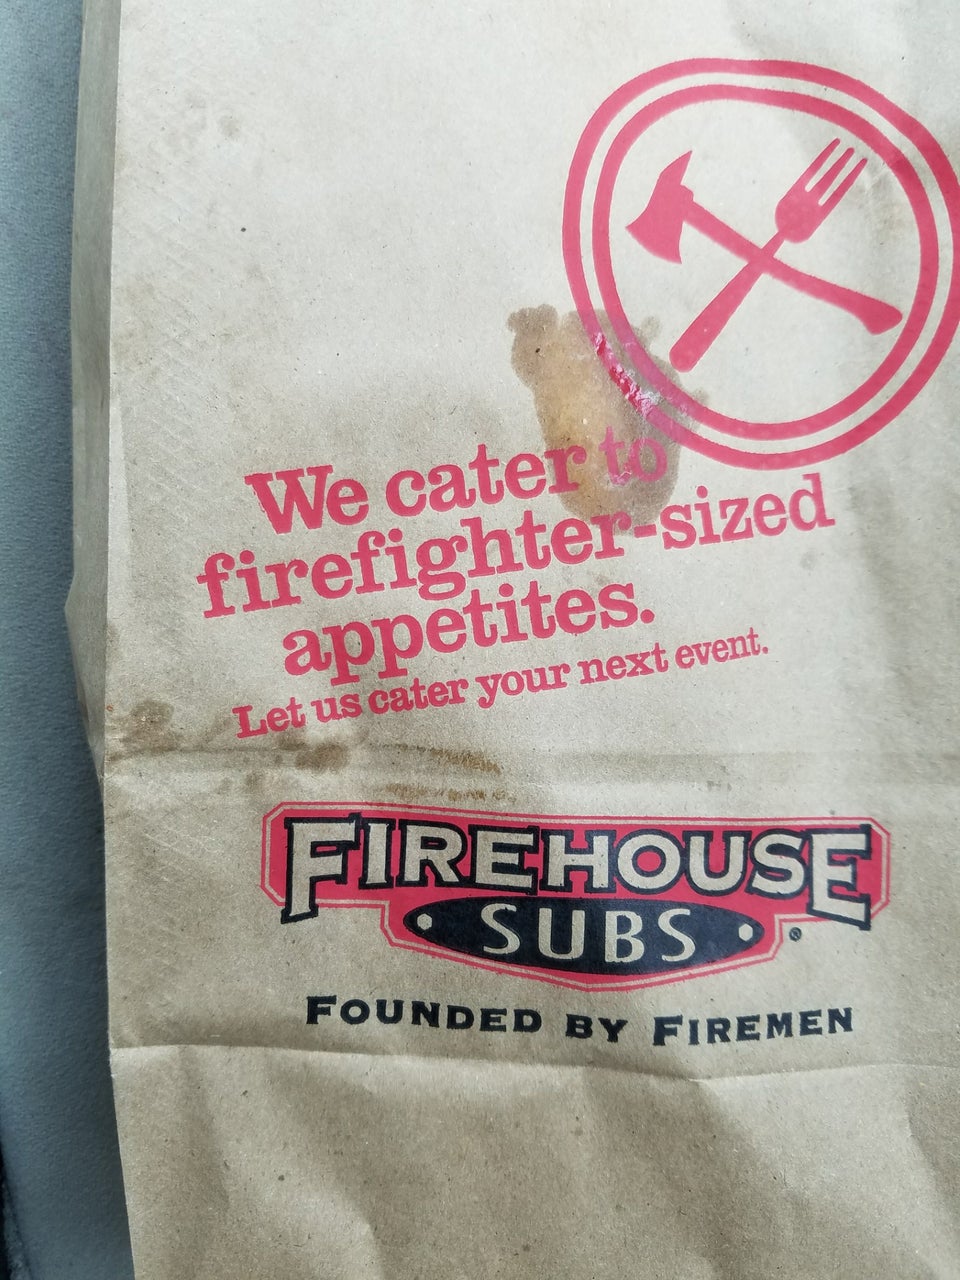 We cater to
firefighter-sized
appetites.
Let us cater your next event.
FIREHOUSE
SUBS ®
FOUNDED BY FIREMEN